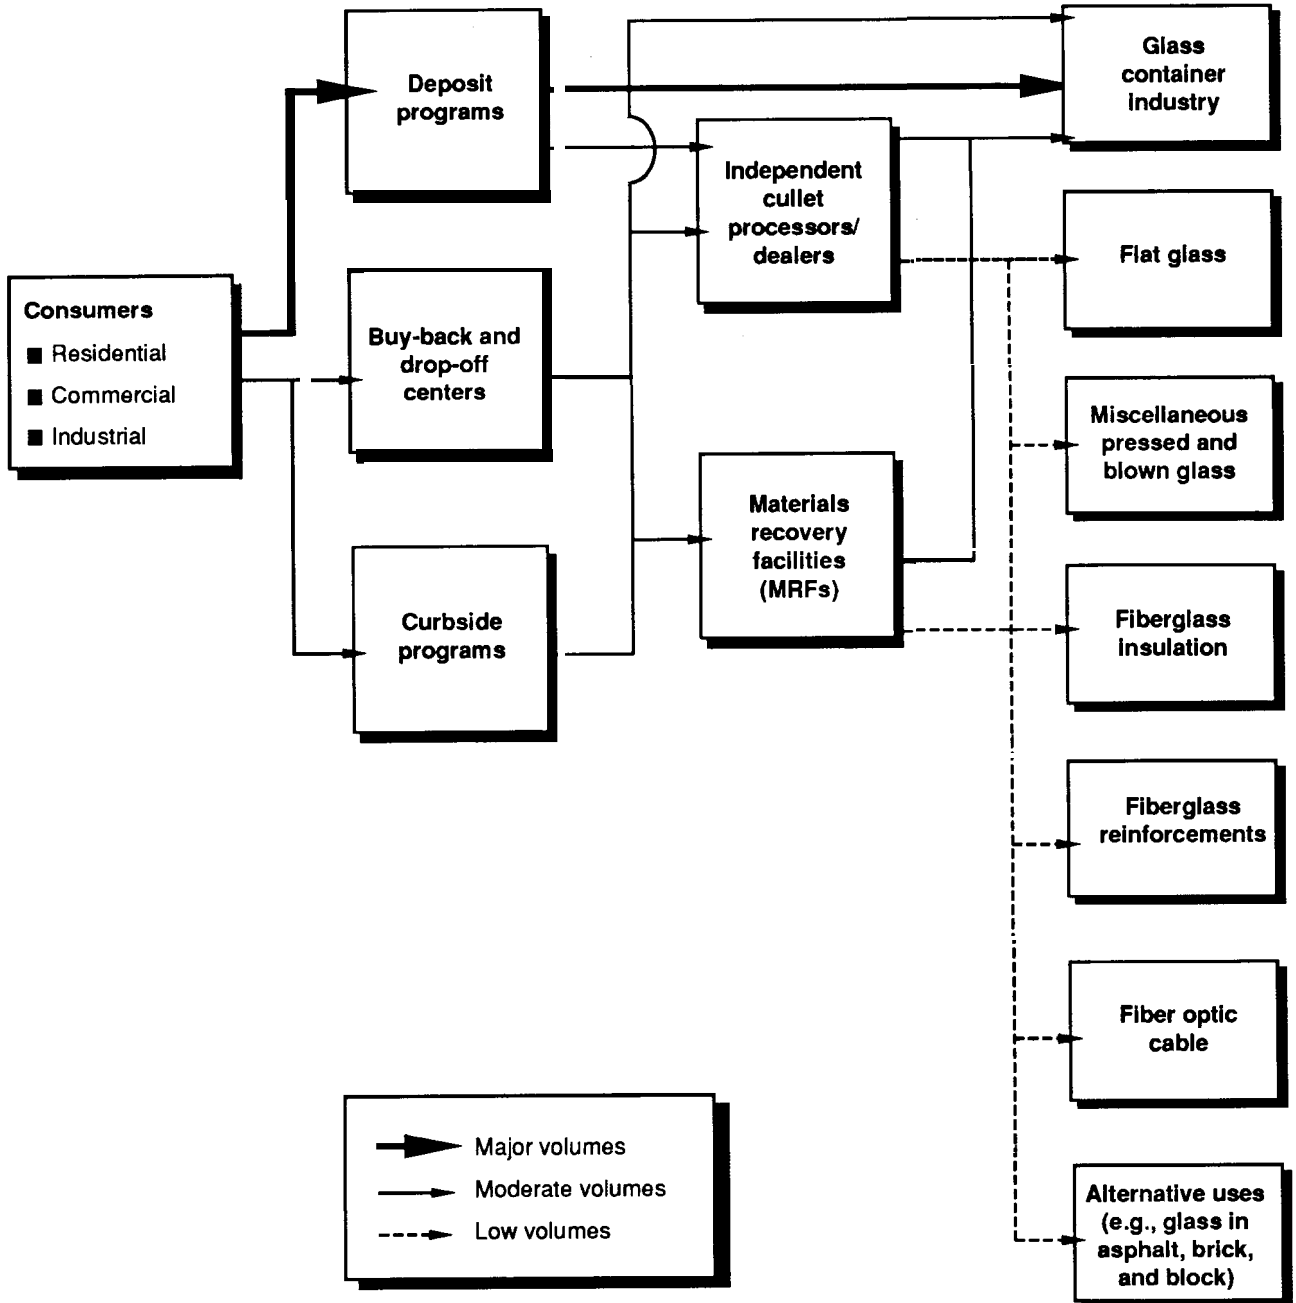 Deposit
programs
Glass
container
industry
Independent
cullet
processors/
dealers
Flat glass
Consumers
Residential
Commercial
Industrial
Buy-back and
drop-off
centers
Miscellaneous
pressed and
blown glass
Materials
recovery
facilities
(MRFs)
Curbside
programs
Fiberglass
insulation
Fiberglass
reinforcements
Fiber optic
cable
Major volumes
Moderate volumes
Low volumes
Alternative uses
(e.g., glass in
asphalt, brick,
and block)